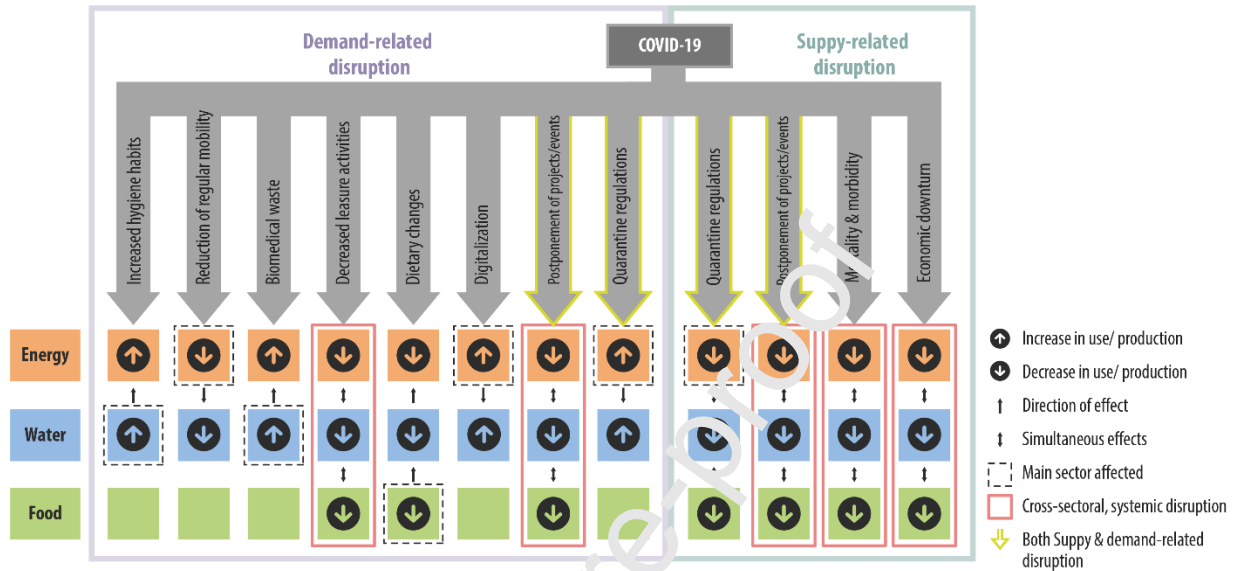 Demand-related
disruption
COVID-19
Suppy-related
disruption
Increased hygiene habits
Reduction of regular mobility
Biomedical waste
Decreased leasure activities
Dietary changes
Digitalization
Postponement of projects/events
Quarantine regulations
Quarantine regulations
Postponement of projects/events
Mortality & morbidity
Economic downturn
Energy
Water
Food
Increase in use/ production
Decrease in use/ production
Direction of effect
Simultaneous effects
Main sector affected
Cross-sectoral, systemic disruption
Both Suppy & demand-related
disruption
re-proof